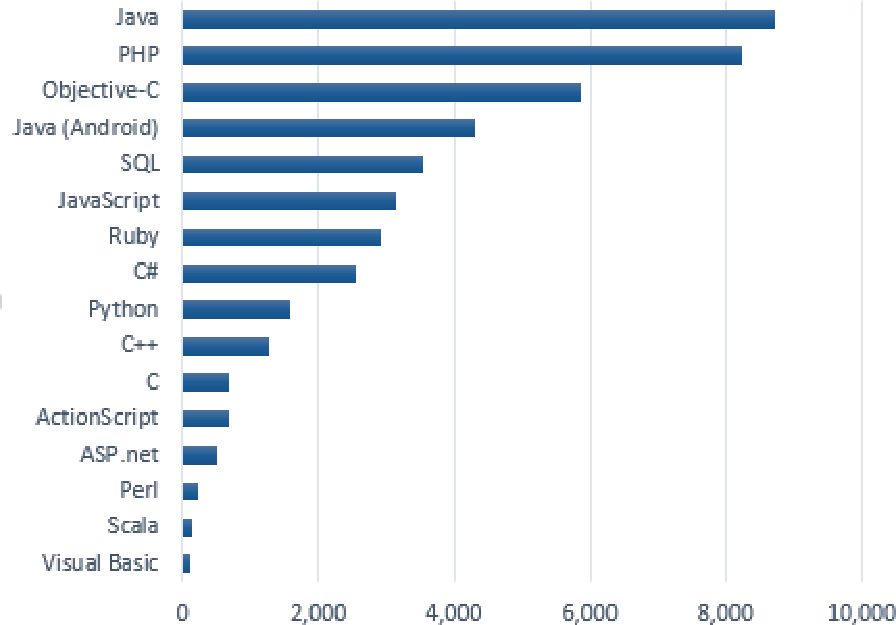 Java
PHP
Objective-C
Java (Android)
SQL
JavaScript
Ruby
C#
Python
C++
C
ActionScript
ASP.net
Perl
Scala
Visual Basic
0 2,000 4,000 6,000 8,000 10,000